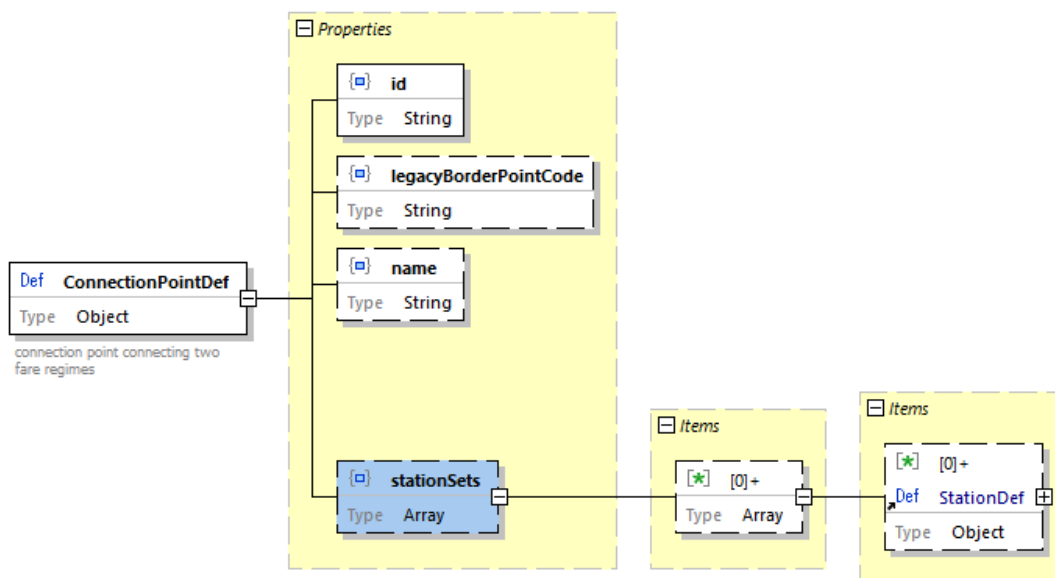 Properties
id
Type String
legacyBorderPointCode
Type String
name
Type String
Def ConnectionPointDef
Type Object
connection point connecting two
fare regimes
stationSets
Type Array
Items
[*] [0]+
Type Array
Items
[*] [0]+
Def StationDef
Type Object